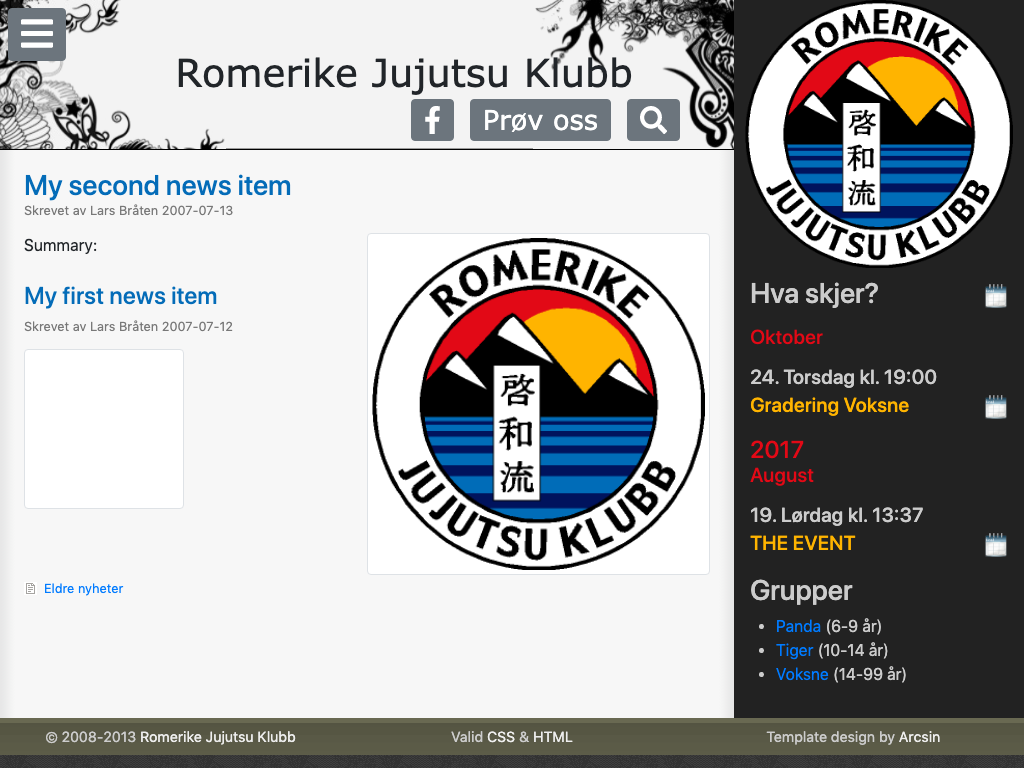 Romerike Jujutsu Klubb
Prøv oss
My second news item
Skrevet av Lars Bråten 2007-07-13
Summary:
My first news item
Skrevet av Lars Bråten 2007-07-12
ROMERIKE
啓和流
JUJUTSU KLUBB
Eldre nyheter
ROMERIKE
啓和流
JUJUTSU KLUBB
Hva skjer?
Oktober
24. Torsdag kl. 19:00
Gradering Voksne
2017
August
19. Lørdag kl. 13:37
THE EVENT
Grupper
Panda (6-9 år)
Tiger (10-14 år)
Voksne (14-99 år)
© 2008-2013 Romerike Jujutsu Klubb
Valid CSS & HTML
Template design by Arcsin